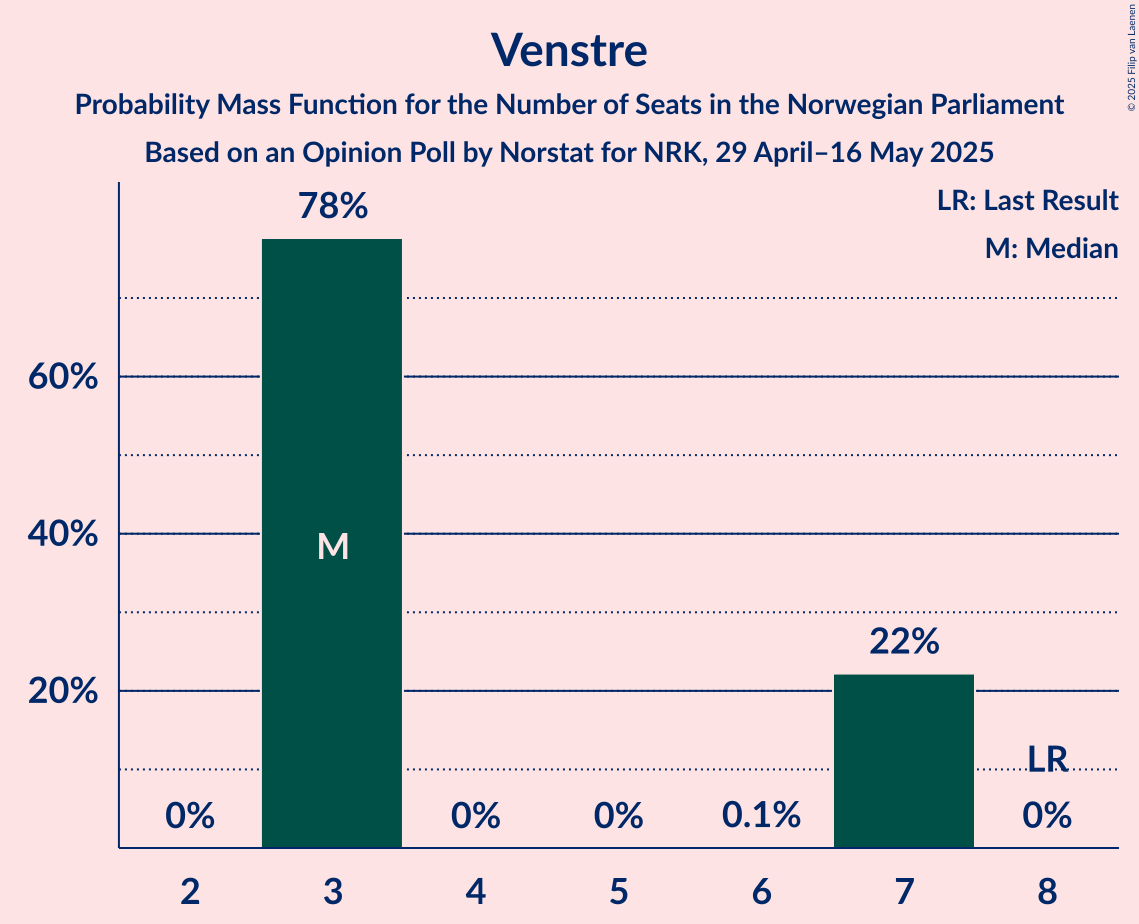 Venstre
Probability Mass Function for the Number of Seats in the Norwegian Parliament
Based on an Opinion Poll by Norstat for NRK, 29 April–16 May 2025
© 2025 Filip van Laenen
LR: Last Result
M: Median
78%
60%
40%
20%
M
22%
LR
0%
0%
0%
0.1%
0%
2
3
4
5
6
7
8